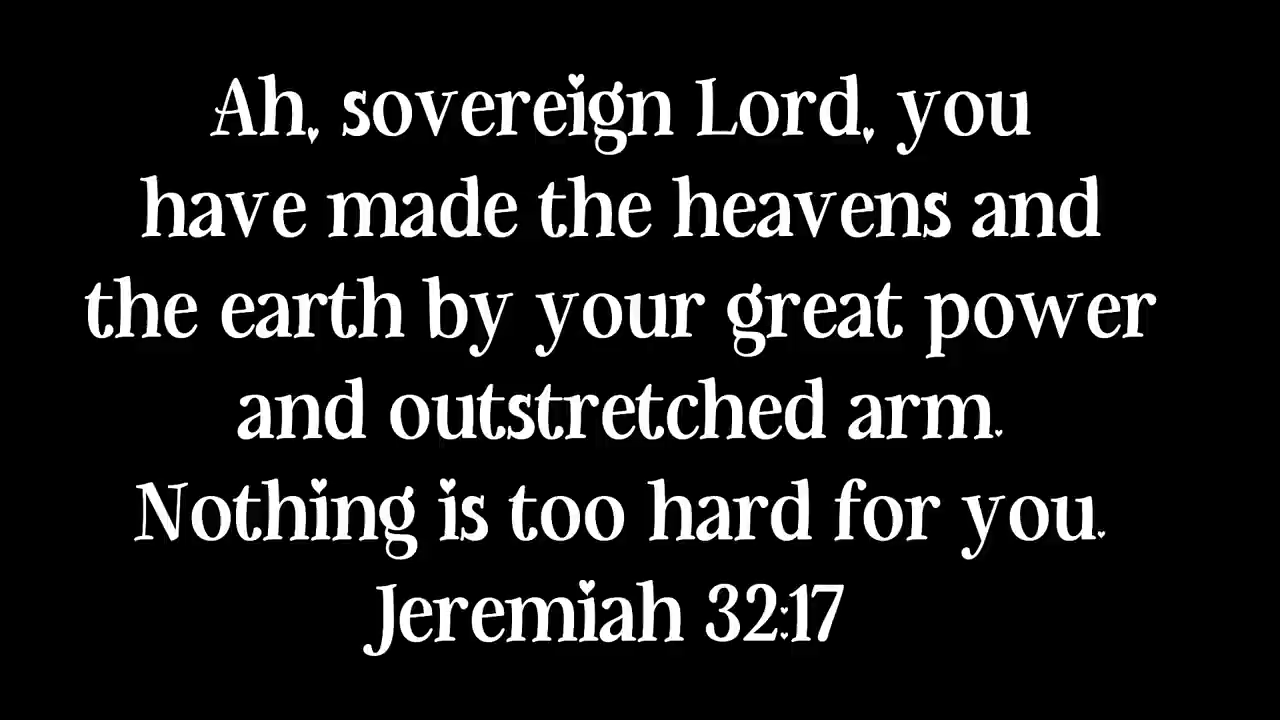 Ah, sovereign Lord, you
have made the heavens and
the earth by your great power
and outstretched arm.
Nothing is too hard for you.
Jeremiah 32:17